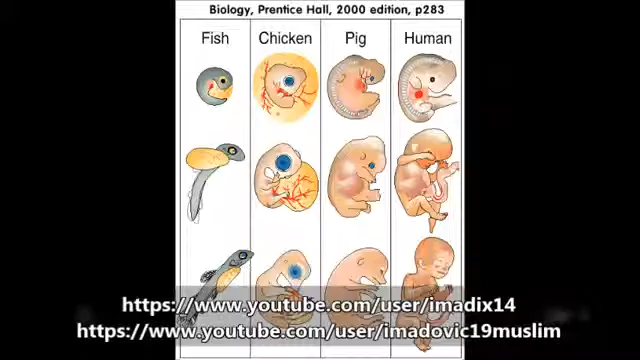 Biology, Prentice Hall, 2000 edition, p283
Fish Chicken Pig Human
https://www.youtube.com/user/imadix14
https://www.youtube.com/user/imadovic19muslim